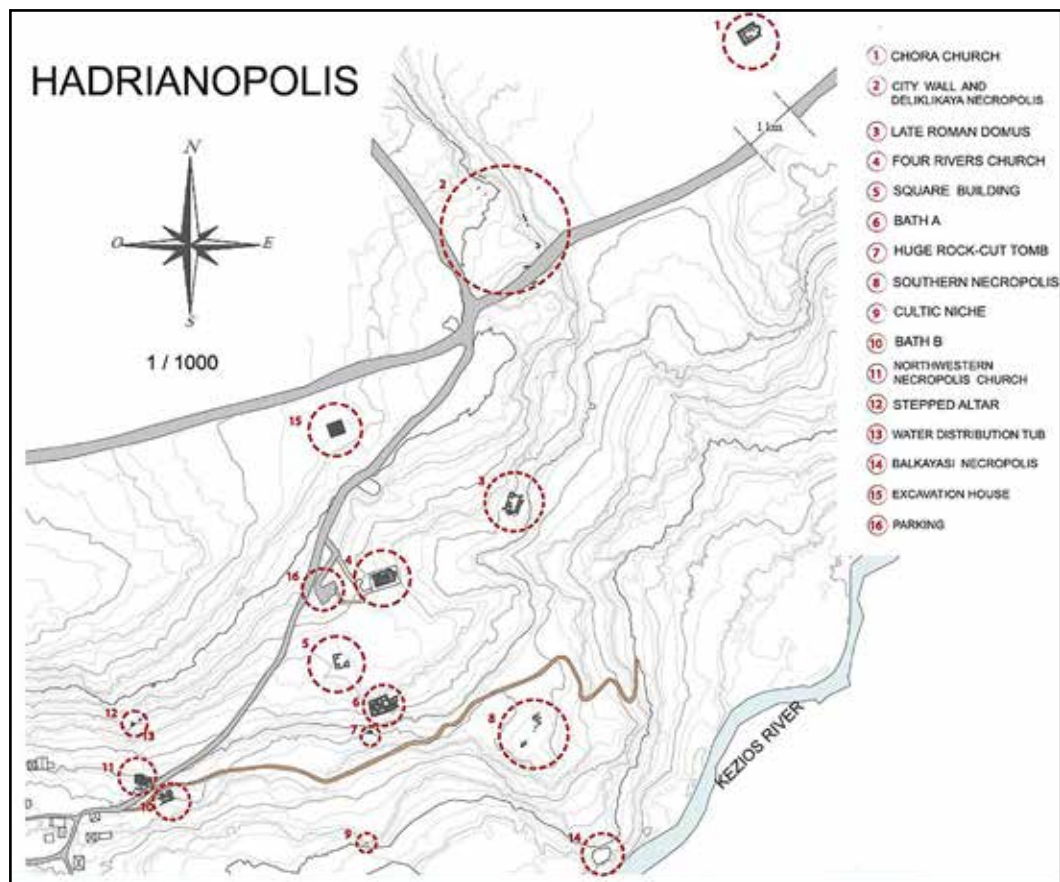 HADRIANOPOLIS
N
O
E
S
1 / 1000
1
1 km
2
15
3
4
16
5
6
7
8
12
13
11
10
9
14
KEZIOS RIVER
1 CHORA CHURCH
2 CITY WALL AND
DELIKLIKAYA NECROPOLIS
3 LATE ROMAN DOMUS
4 FOUR RIVERS CHURCH
5 SQUARE BUILDING
6 BATH A
7 HUGE ROCK-CUT TOMB
8 SOUTHERN NECROPOLIS
9 CULTIC NICHE
10 BATH B
11 NORTHWESTERN
NECROPOLIS CHURCH
12 STEPPED ALTAR
13 WATER DISTRIBUTION TUB
14 BALKAYASI NECROPOLIS
15 EXCAVATION HOUSE
16 PARKING